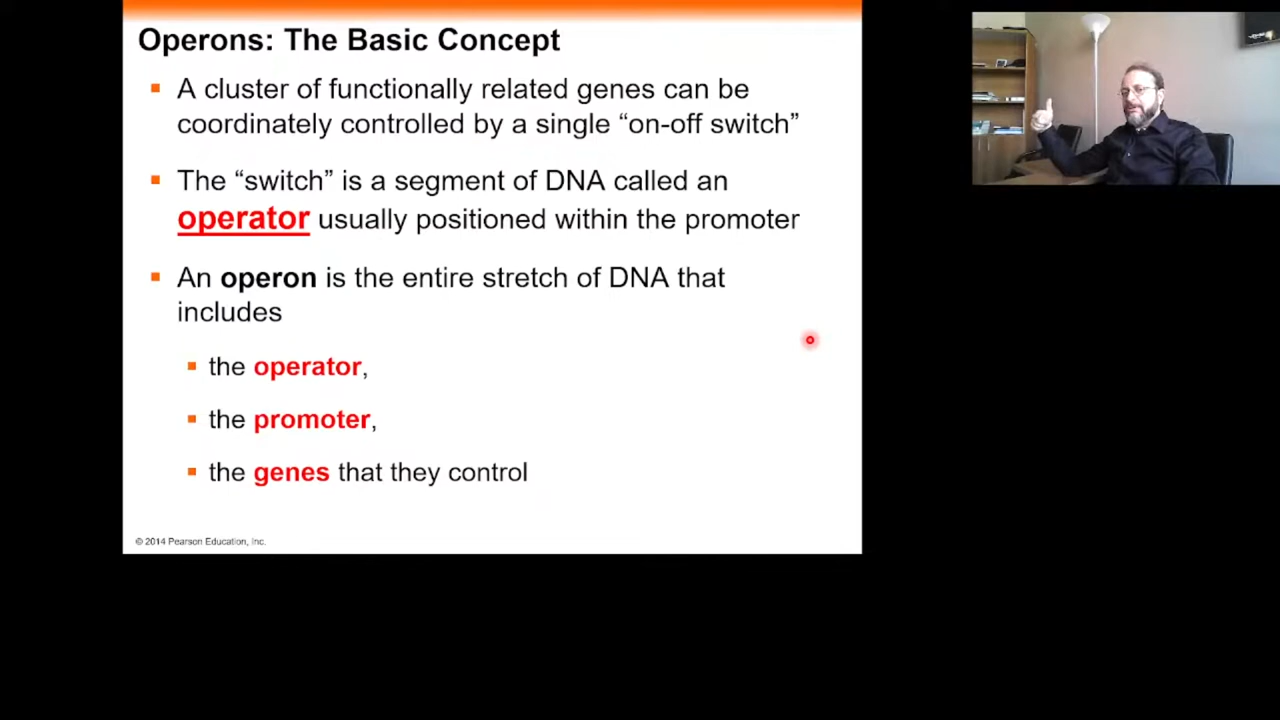 Operons: The Basic Concept
▪ A cluster of functionally related genes can be
coordinately controlled by a single “on-off switch”
▪ The “switch” is a segment of DNA called an
operator usually positioned within the promoter
▪ An operon is the entire stretch of DNA that
includes
▪ the operator,
▪ the promoter,
▪ the genes that they control
© 2014 Pearson Education, Inc.